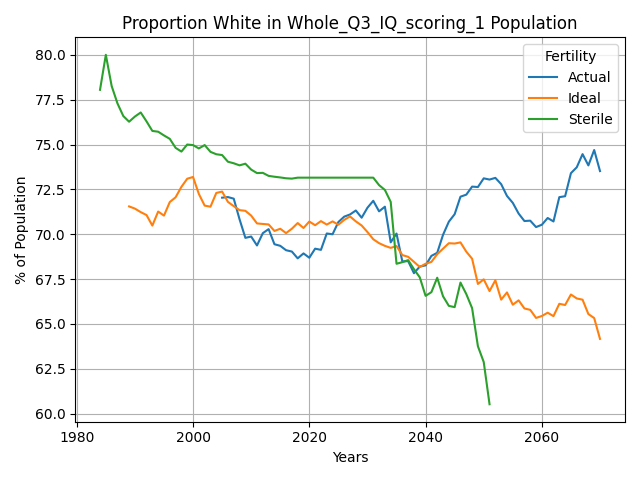 Proportion White in Whole_Q3_IQ_scoring_1 Population
Fertility
Actual
Ideal
Sterile
% of Population
80.0
77.5
75.0
72.5
70.0
67.5
65.0
62.5
60.0
1980
2000
2020
2040
2060
Years